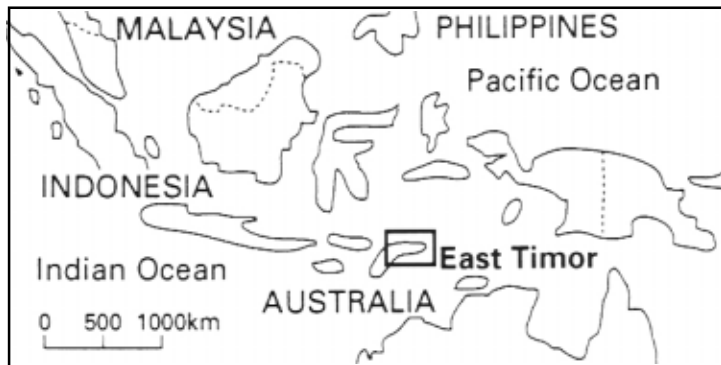 MALAYSIA
PHILIPPINES
Pacific Ocean
INDONESIA
East Timor
Indian Ocean
AUSTRALIA
0 500 1000km